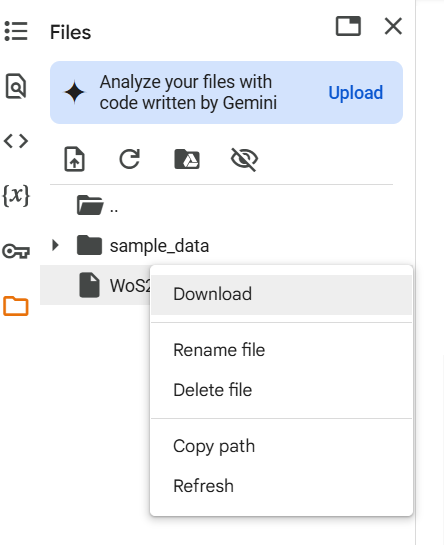 Files
Analyze your files with
code written by Gemini
Upload
{x}
..
sample_data
WoS2
Download
Rename file
Delete file
Copy path
Refresh